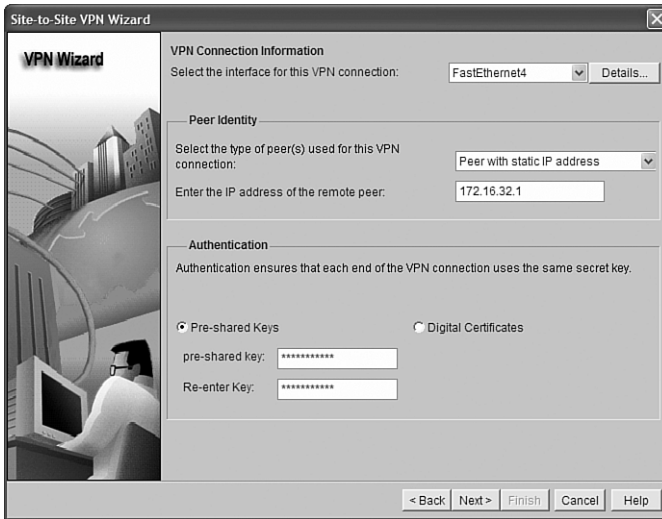 Site-to-Site VPN Wizard
VPN Wizard
VPN Connection Information
Select the interface for this VPN connection:
FastEthernet4
Details...
Peer Identity
Select the type of peer(s) used for this VPN
connection:
Peer with static IP address
Enter the IP address of the remote peer:
172.16.32.1
Authentication
Authentication ensures that each end of the VPN connection uses the same secret key.
Pre-shared Keys
Digital Certificates
pre-shared key:
***********
Re-enter Key:
***********
< Back
Next >
Finish
Cancel
Help